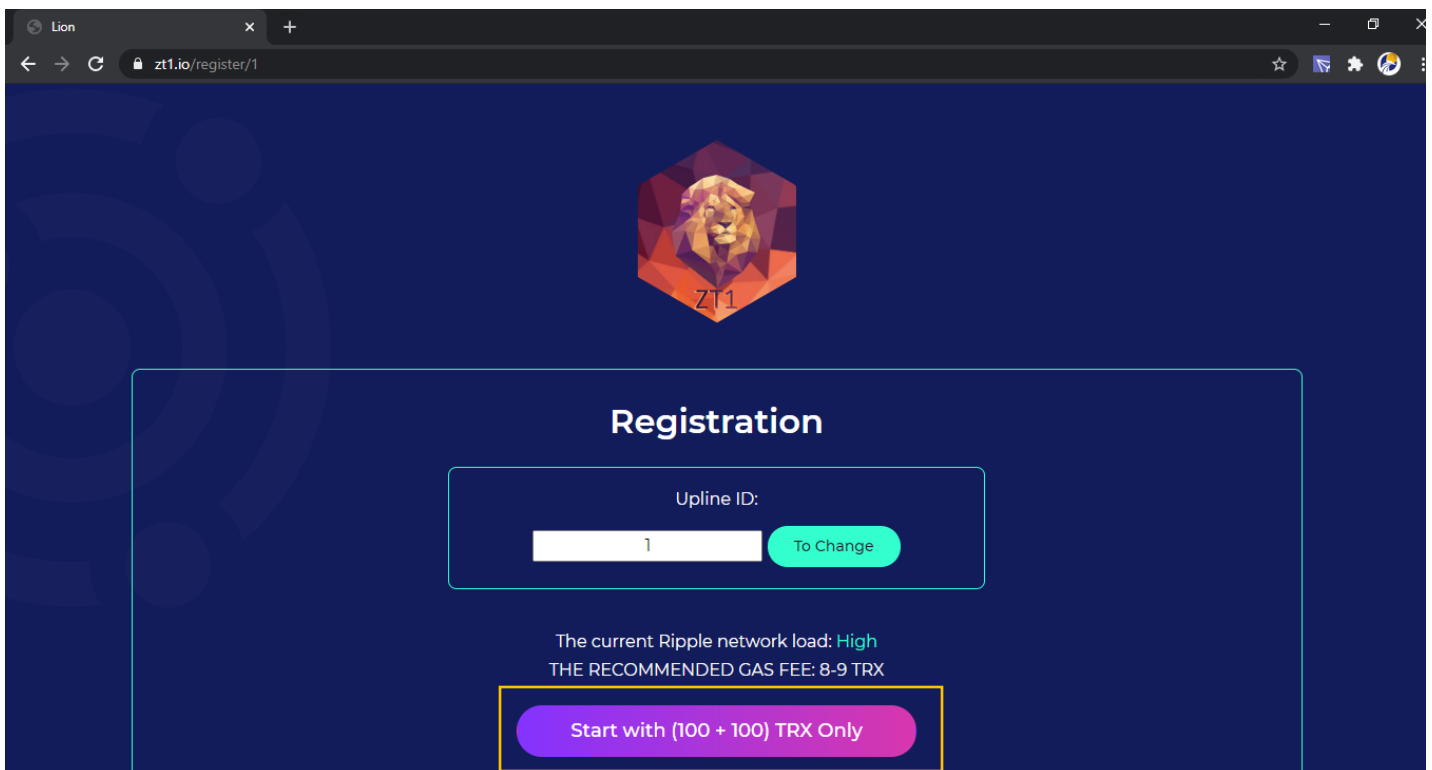 Lion
zt1.io/register/1
ZT1
Registration
Upline ID:
1
To Change
The current Ripple network load: High
THE RECOMMENDED GAS FEE: 8-9 TRX
Start with (100 + 100) TRX Only